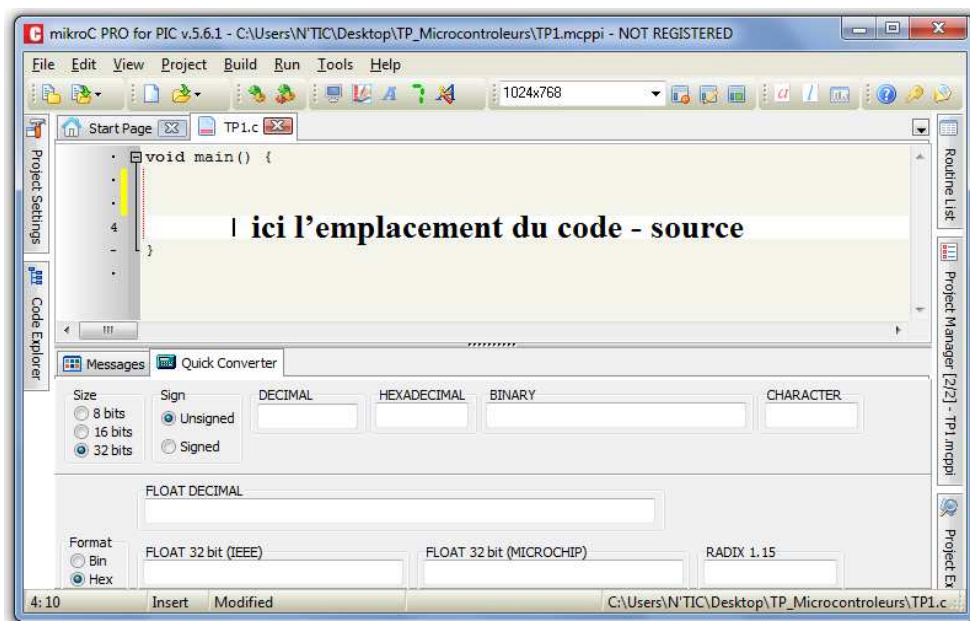 mikroC PRO for PIC v.5.6.1 - C:\Users\N'TIC\Desktop\TP_Microcontroleurs\TP1.mcppi - NOT REGISTERED
File Edit View Project Build Run Tools Help
1024x768
Start Page TP1.c
Project Settings
Code Explorer
void main() {
4
ici l'emplacement du code - source
}
Routine List
Project Manager [2/2] - TP1.mcppi
Project Ex
Messages Quick Converter
Size
8 bits
16 bits
32 bits
Sign
Unsigned
Signed
DECIMAL
HEXADECIMAL
BINARY
CHARACTER
FLOAT DECIMAL
Format
Bin
Hex
FLOAT 32 bit (IEEE)
FLOAT 32 bit (MICROCHIP)
RADIX 1.15
4: 10 Insert Modified C:\Users\N'TIC\Desktop\TP_Microcontroleurs\TP1.c